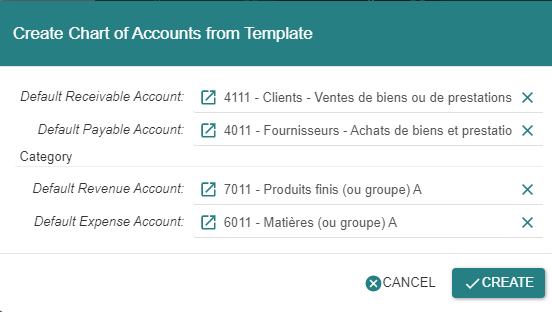 Create Chart of Accounts from Template
Default Receivable Account: 4111 - Clients - Ventes de biens ou de prestations
Default Payable Account: 4011 - Fournisseurs - Achats de biens et prestatio
Category
Default Revenue Account: 7011 - Produits finis (ou groupe) A
Default Expense Account: 6011 - Matières (ou groupe) A
CANCEL CREATE